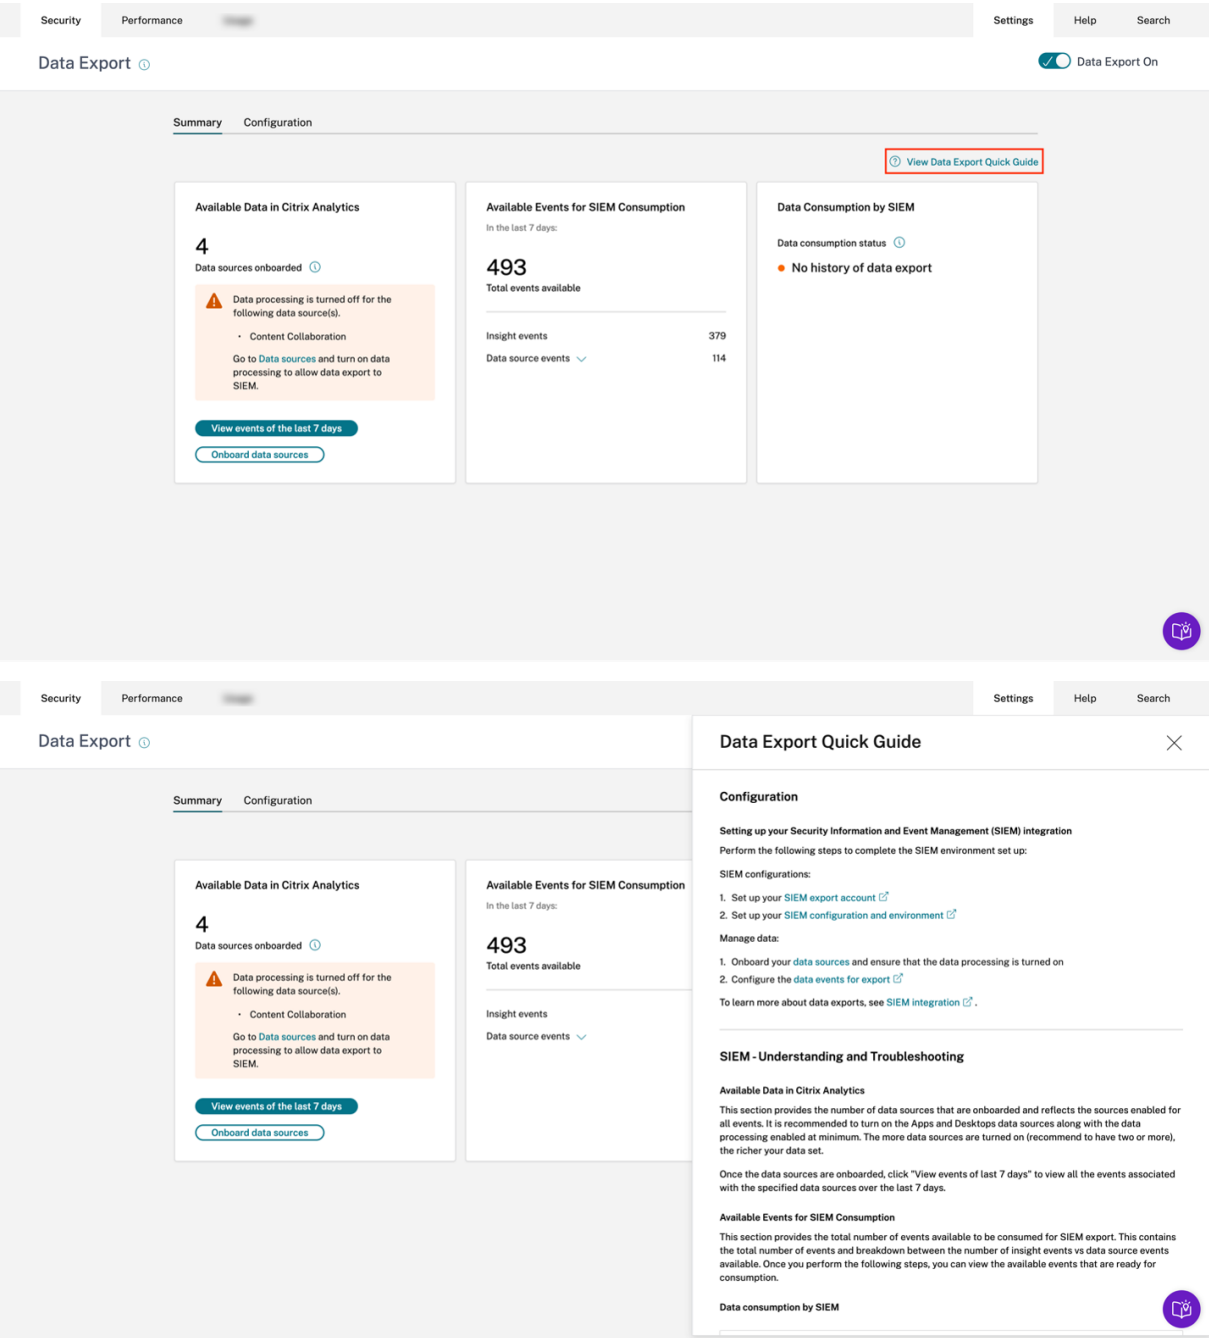 Security Performance Settings Help Search
Data Export
Data Export On
Summary Configuration
View Data Export Quick Guide
Available Data in Citrix Analytics
4
Data sources onboarded
Data processing is turned off for the
following data source(s).
• Content Collaboration
Go to Data sources and turn on data
processing to allow data export to
SIEM.
View events of the last 7 days
Onboard data sources
Available Events for SIEM Consumption
In the last 7 days:
493
Total events available
Insight events 379
Data source events 114
Data Consumption by SIEM
Data consumption status
No history of data export
Security Performance Settings Help Search
Data Export
Summary Configuration
Available Data in Citrix Analytics
4
Data sources onboarded
Data processing is turned off for the
following data source(s).
• Content Collaboration
Go to Data sources and turn on data
processing to allow data export to
SIEM.
View events of the last 7 days
Onboard data sources
Available Events for SIEM Consumption
In the last 7 days:
493
Total events available
Insight events
Data source events
Data Export Quick Guide
Configuration
Setting up your Security Information and Event Management (SIEM) integration
Perform the following steps to complete the SIEM environment set up:
SIEM configurations:
1. Set up your SIEM export account
2. Set up your SIEM configuration and environment
Manage data:
1. Onboard your data sources and ensure that the data processing is turned on
2. Configure the data events for export
To learn more about data exports, see SIEM integration .
SIEM - Understanding and Troubleshooting
Available Data in Citrix Analytics
This section provides the number of data sources that are onboarded and reflects the sources enabled for
all events. It is recommended to turn on the Apps and Desktops data sources along with the data
processing enabled at minimum. The more data sources are turned on (recommend to have two or more),
the richer your data set.
Once the data sources are onboarded, click "View events of last 7 days" to view all the events associated
with the specified data sources over the last 7 days.
Available Events for SIEM Consumption
This section provides the total number of events available to be consumed for SIEM export. This contains
the total number of events and breakdown between the number of insight events vs data source events
available. Once you perform the following steps, you can view the available events that are ready for
consumption.
Data consumption by SIEM